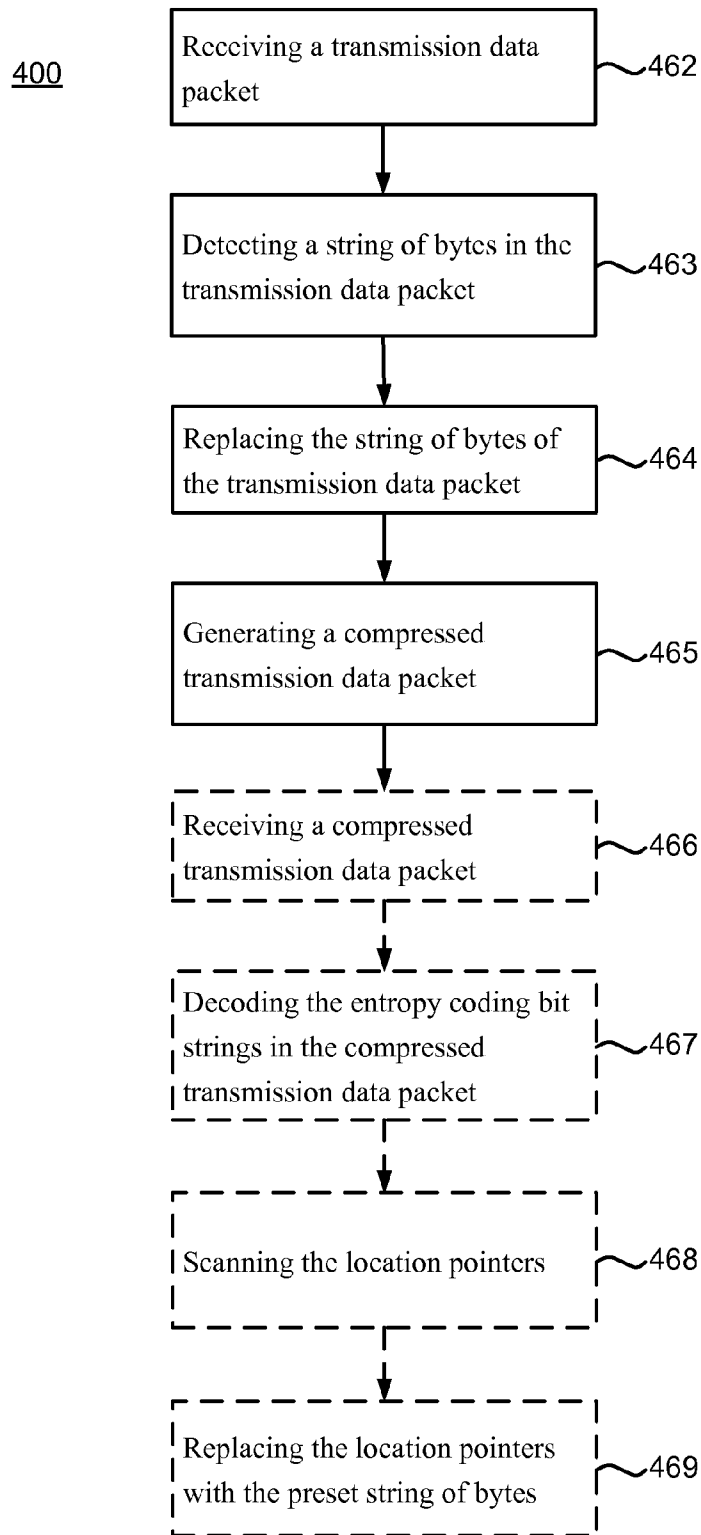 400
Receiving a transmission data
packet
462
Detecting a string of bytes in the
transmission data packet
463
Replacing the string of bytes of
the transmission data packet
464
Generating a compressed
transmission data packet
465
Receiving a compressed
transmission data packet
466
Decoding the entropy coding bit
strings in the compressed
transmission data packet
467
Scanning the location pointers
468
Replacing the location pointers
with the preset string of bytes
469